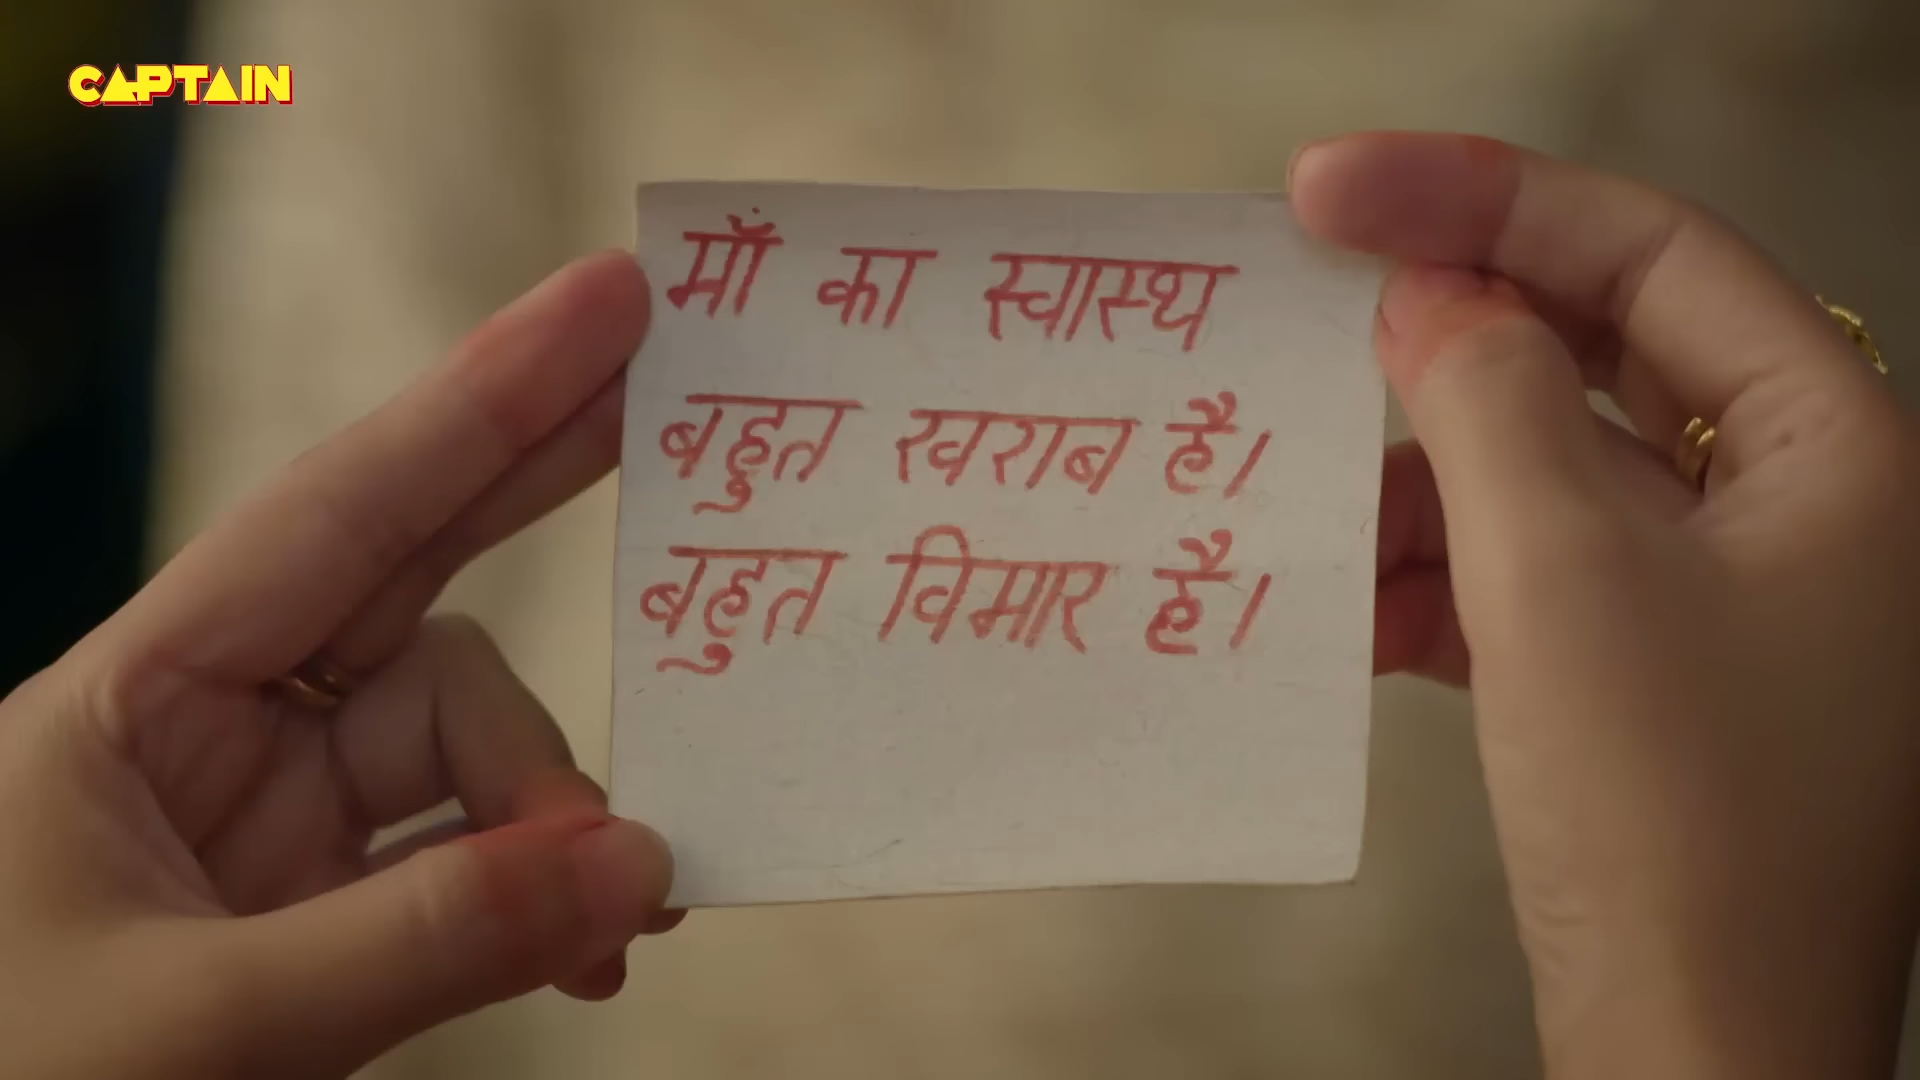 CAPTAIN
माँ का स्वास्थ
बहुत खराब है।
बहुत विमार है।